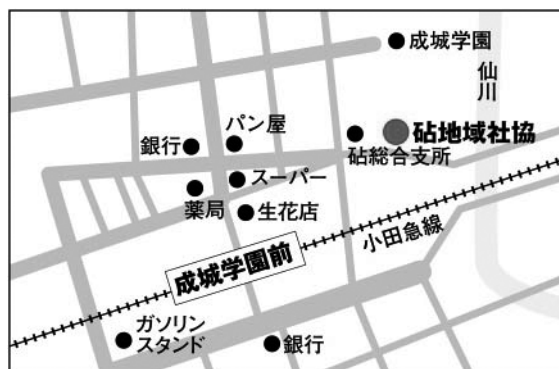 成城学園
仙川
パン屋
銀行
砧地域社協
砧総合支所
スーパー
薬局
生花店
小田急線
成城学園前
ガソリン
スタンド
銀行